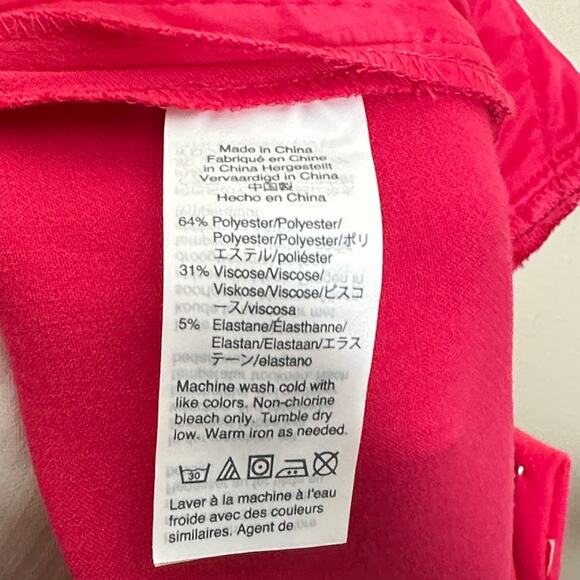 Made in China
Fabriqué en Chine
in China Hergestellt
Vervaardigd in China
中国製
Hecho en China
64% Polyester/Polyester/
Polyester/Polyester/ポリ
エステル/poliéster
31% Viscose/Viscose/
Viskose/Viscose/ビスコ
ース/viscosa
5% Elastane/Élasthanne/
Elastan/Elastaan/エラス
テーン/elastano
Machine wash cold with
like colors. Non-chlorine
bleach only. Tumble dry
low. Warm iron as needed.
30
Laver à la machine à l'eau
froide avec des couleurs
similaires. Agent de